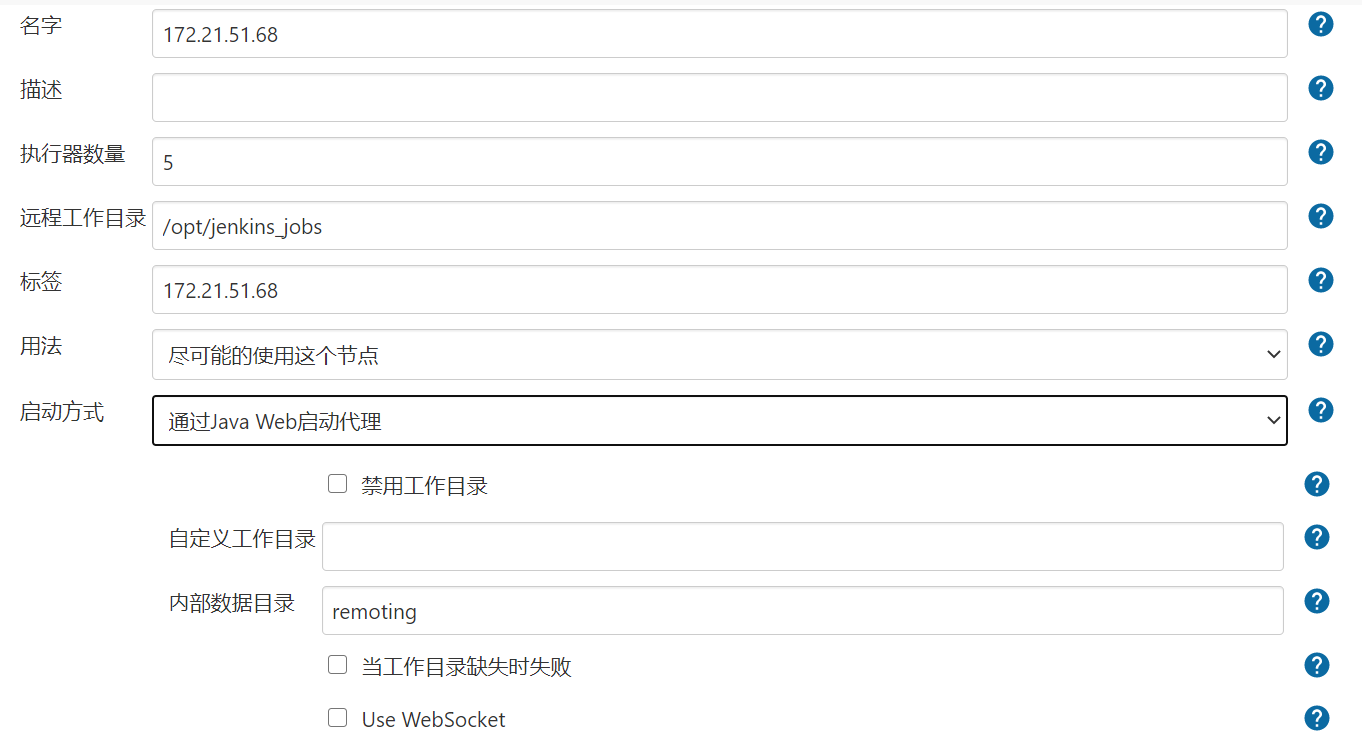 名字
172.21.51.68
描述
执行器数量
5
远程工作目录
/opt/jenkins_jobs
标签
172.21.51.68
用法
尽可能的使用这个节点
启动方式
通过Java Web启动代理
禁用工作目录
自定义工作目录
内部数据目录
remoting
当工作目录缺失时失败
Use WebSocket